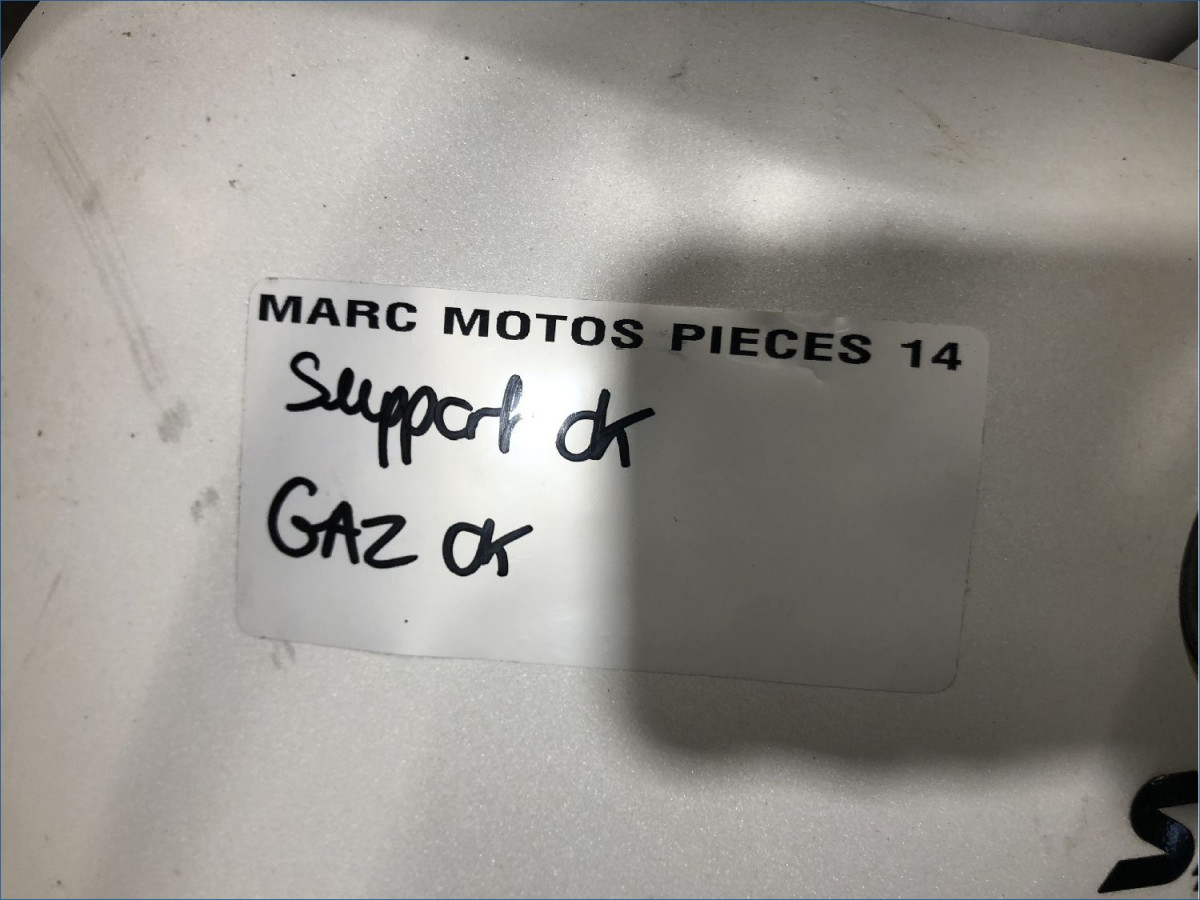 MARC MOTOS PIECES 14
Support ok
GAZ ok
S